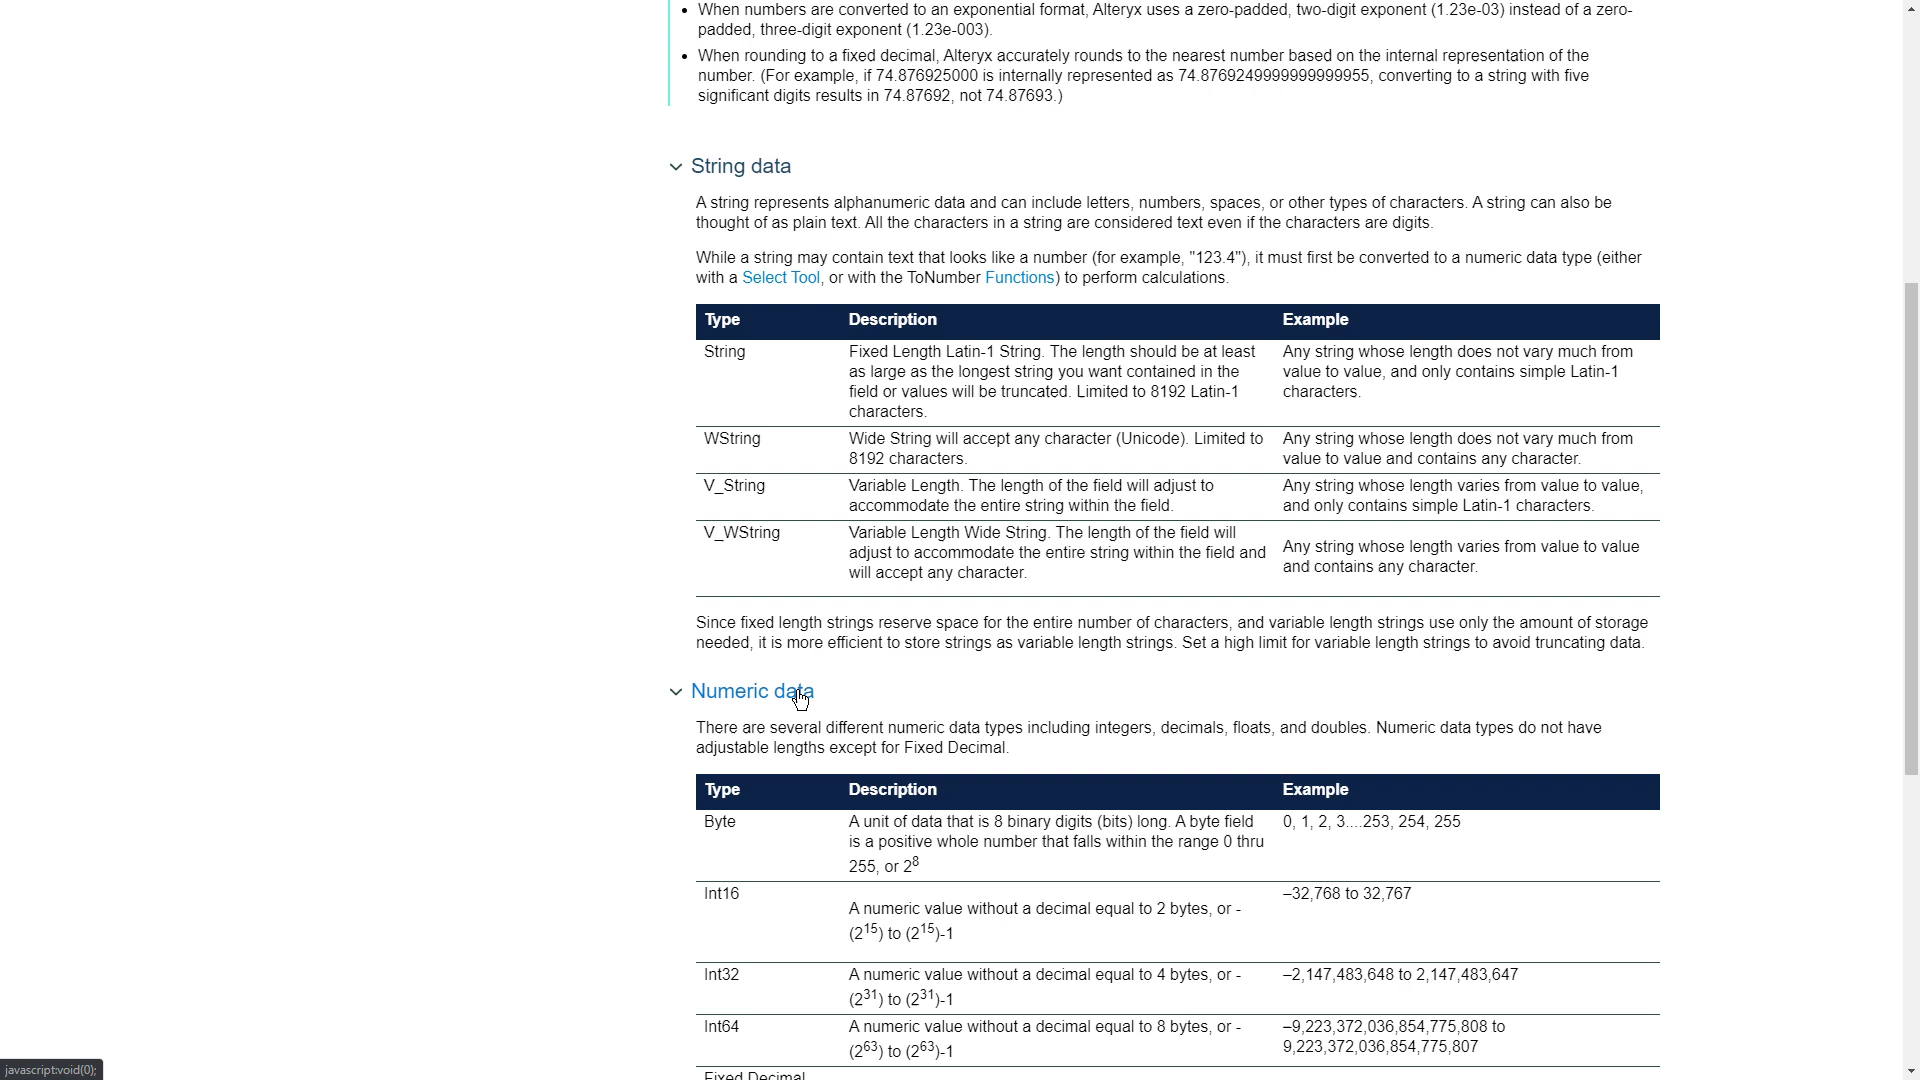 • When numbers are converted to an exponential format, Alteryx uses a zero-padded, two-digit exponent (1.23e-03) instead of a zero-
padded, three-digit exponent (1.23e-003).
• When rounding to a fixed decimal, Alteryx accurately rounds to the nearest number based on the internal representation of the
number. (For example, if 74.876925000 is internally represented as 74.8769249999999999955, converting to a string with five
significant digits results in 74.87692, not 74.87693.)
String data
A string represents alphanumeric data and can include letters, numbers, spaces, or other types of characters. A string can also be
thought of as plain text. All the characters in a string are considered text even if the characters are digits.
While a string may contain text that looks like a number (for example, "123.4"), it must first be converted to a numeric data type (either
with a Select Tool, or with the ToNumber Functions) to perform calculations.
Type Description Example
String Fixed Length Latin-1 String. The length should be at least Any string whose length does not vary much from
as large as the longest string you want contained in the value to value, and only contains simple Latin-1
field or values will be truncated. Limited to 8192 Latin-1 characters.
characters.
WString Wide String will accept any character (Unicode). Limited to Any string whose length does not vary much from
8192 characters. value to value and contains any character.
V_String Variable Length. The length of the field will adjust to Any string whose length varies from value to value,
accommodate the entire string within the field. and only contains simple Latin-1 characters.
V_WString Variable Length Wide String. The length of the field will
adjust to accommodate the entire string within the field and Any string whose length varies from value to value
will accept any character. and contains any character.
Since fixed length strings reserve space for the entire number of characters, and variable length strings use only the amount of storage
needed, it is more efficient to store strings as variable length strings. Set a high limit for variable length strings to avoid truncating data.
Numeric data
There are several different numeric data types including integers, decimals, floats, and doubles. Numeric data types do not have
adjustable lengths except for Fixed Decimal.
Type Description Example
Byte A unit of data that is 8 binary digits (bits) long. A byte field 0, 1, 2, 3....253, 254, 255
is a positive whole number that falls within the range 0 thru
255, or 2⁸
Int16 –32,768 to 32,767
A numeric value without a decimal equal to 2 bytes, or -
(2¹⁵) to (2¹⁵)-1
Int32 A numeric value without a decimal equal to 4 bytes, or - –2,147,483,648 to 2,147,483,647
(2³¹) to (2³¹)-1
Int64 A numeric value without a decimal equal to 8 bytes, or - –9,223,372,036,854,775,808 to
(2⁶³) to (2⁶³)-1 9,223,372,036,854,775,807
Fixed Decimal
javascript:void(0);